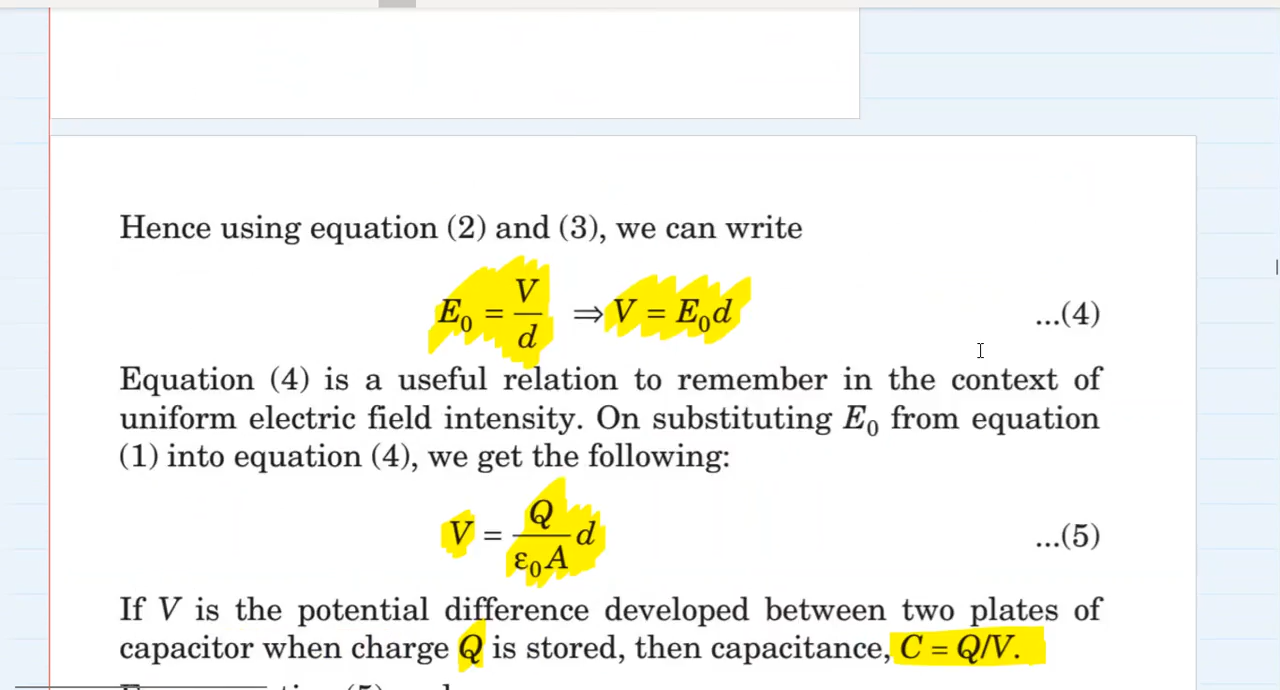 Hence using equation (2) and (3), we can write
E₀ = V/d ⇒ V = E₀d ...(4)
Equation (4) is a useful relation to remember in the context of
uniform electric field intensity. On substituting E₀ from equation
(1) into equation (4), we get the following:
V = Q/ε₀A d ...(5)
If V is the potential difference developed between two plates of
capacitor when charge Q is stored, then capacitance, C = Q/V.